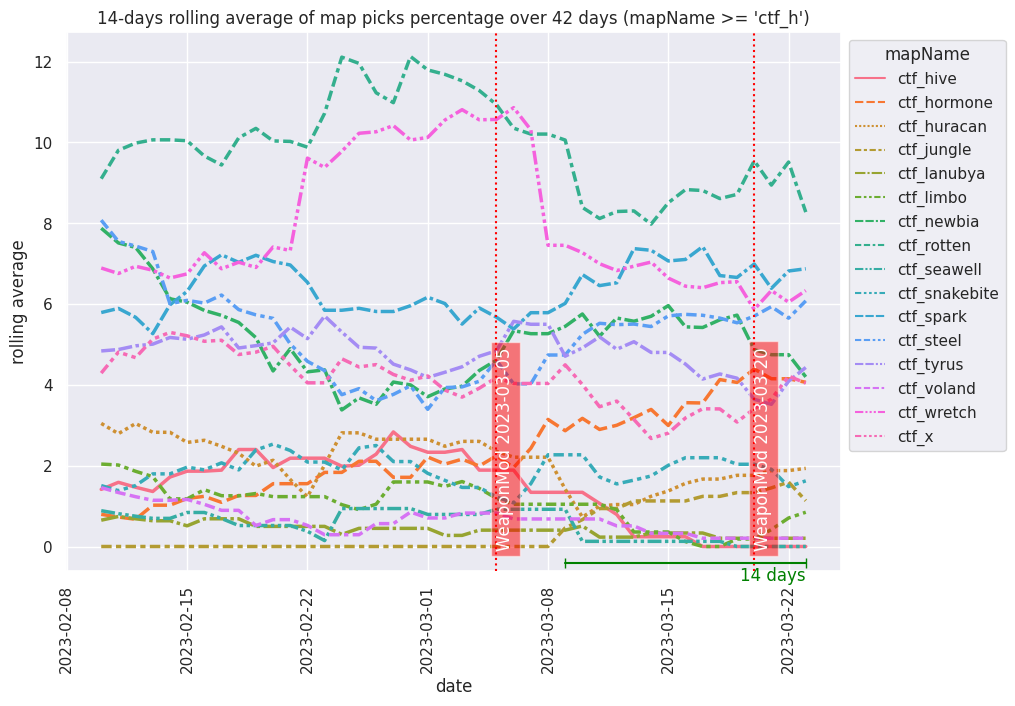 14-days rolling average of map picks percentage over 42 days (mapName >= 'ctf_h')
rolling average
12
10
8
6
4
2
0
WeaponMod 2023-03-05
WeaponMod 2023-03-20
14 days
2023-02-08
2023-02-15
2023-02-22
2023-03-01
2023-03-08
2023-03-15
2023-03-22
date
mapName
ctf_hive
ctf_hormone
ctf_huracan
ctf_jungle
ctf_lanubya
ctf_limbo
ctf_newbia
ctf_rotten
ctf_seawell
ctf_snakebite
ctf_spark
ctf_steel
ctf_tyrus
ctf_voland
ctf_wretch
ctf_x